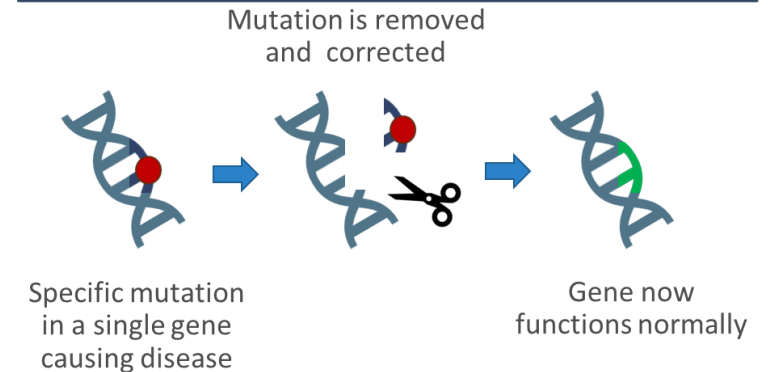 Mutation is removed
and corrected
Specific mutation
in a single gene
causing disease
Gene now
functions normally